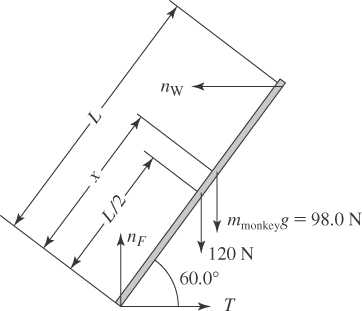 n_W
L
x
L/2
n_F
m_monkey g = 98.0 N
120 N
60.0°
T